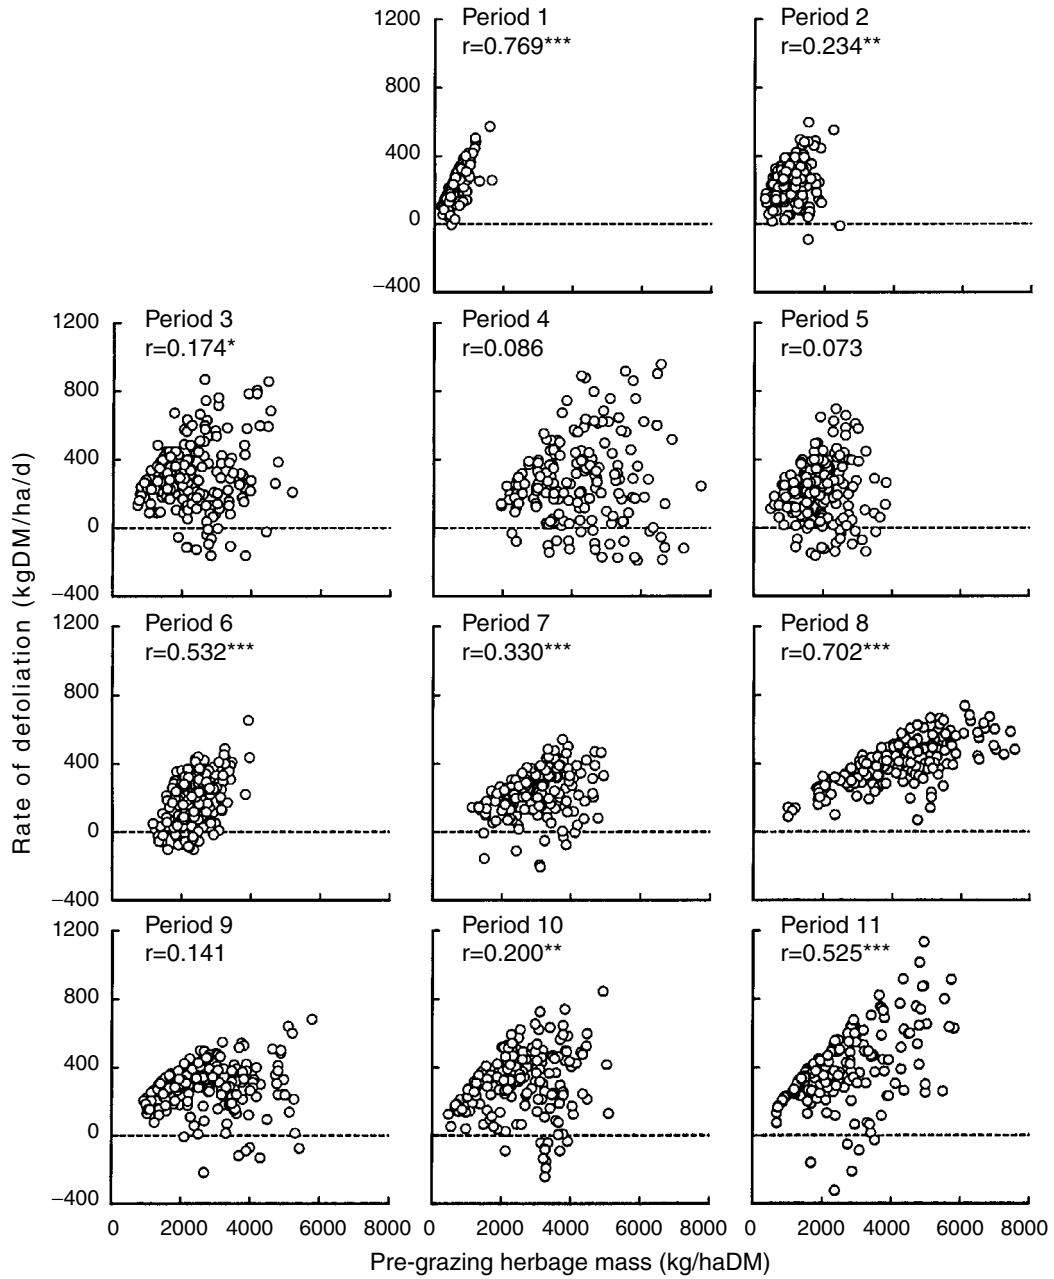 Period 1
r=0.769***
Period 2
r=0.234**
1200
800
400
0
−400
Period 3
r=0.174*
Period 4
r=0.086
Period 5
r=0.073
1200
800
400
0
−400
Period 6
r=0.532***
Period 7
r=0.330***
Period 8
r=0.702***
1200
800
400
0
−400
Period 9
r=0.141
Period 10
r=0.200**
Period 11
r=0.525***
1200
800
400
0
−400
0 2000 4000 6000 8000
0 2000 4000 6000 8000
0 2000 4000 6000 8000
Rate of defoliation (kgDM/ha/d)
Pre-grazing herbage mass (kg/haDM)